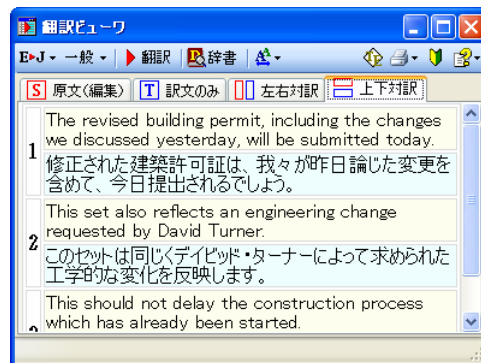 翻訳ビューワ
E▸J 一般 翻訳 辞書
S 原文(編集) T 訳文のみ 左右対訳 上下対訳
The revised building permit, including the changes
1 we discussed yesterday, will be submitted today.
修正された建築許可証は、我々が昨日論じた変更を
含めて、今日提出されるでしょう。
This set also reflects an engineering change
2 requested by David Turner.
このセットは同じくデイビッド・ターナーによって求められた
工学的な変化を反映します。
This should not delay the construction process
which has already been started.